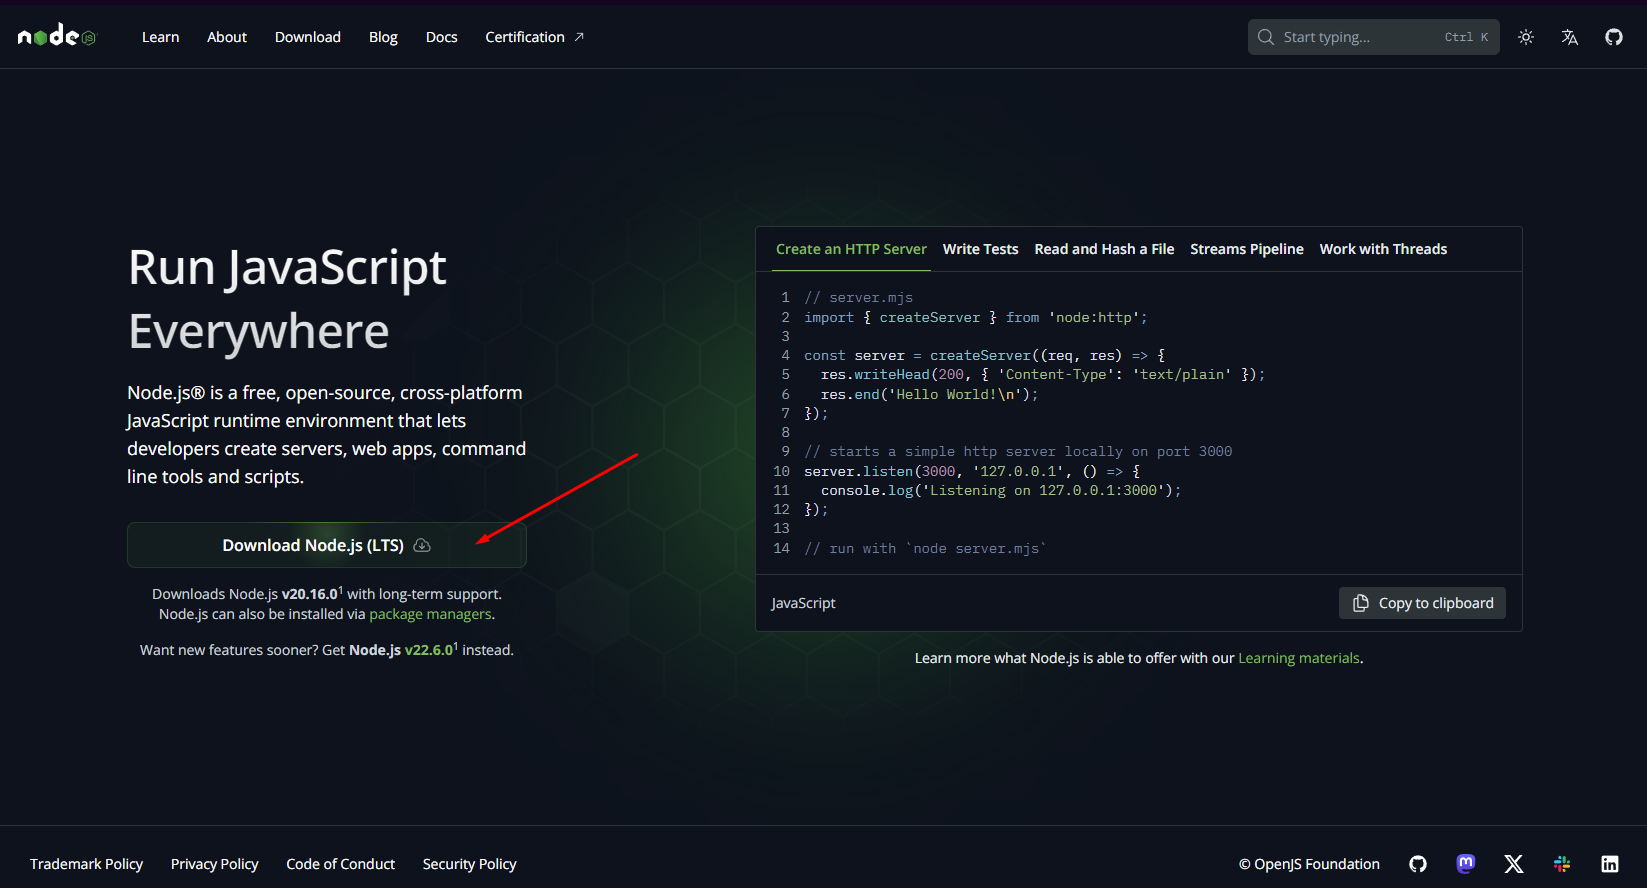 node JS
Learn About Download Blog Docs Certification ↗
Start typing... Ctrl K
Run JavaScript
Everywhere
Node.js® is a free, open-source, cross-platform
JavaScript runtime environment that lets
developers create servers, web apps, command
line tools and scripts.
Download Node.js (LTS)
Downloads Node.js v20.16.0¹ with long-term support.
Node.js can also be installed via package managers.
Want new features sooner? Get Node.js v22.6.0¹ instead.
Create an HTTP Server Write Tests Read and Hash a File Streams Pipeline Work with Threads
1 // server.mjs
2 import { createServer } from 'node:http';
3
4 const server = createServer((req, res) => {
5   res.writeHead(200, { 'Content-Type': 'text/plain' });
6   res.end('Hello World!\n');
7 });
8
9 // starts a simple http server locally on port 3000
10 server.listen(3000, '127.0.0.1', () => {
11   console.log('Listening on 127.0.0.1:3000');
12 });
13
14 // run with `node server.mjs`
JavaScript Copy to clipboard
Learn more what Node.js is able to offer with our Learning materials.
Trademark Policy Privacy Policy Code of Conduct Security Policy
© OpenJS Foundation